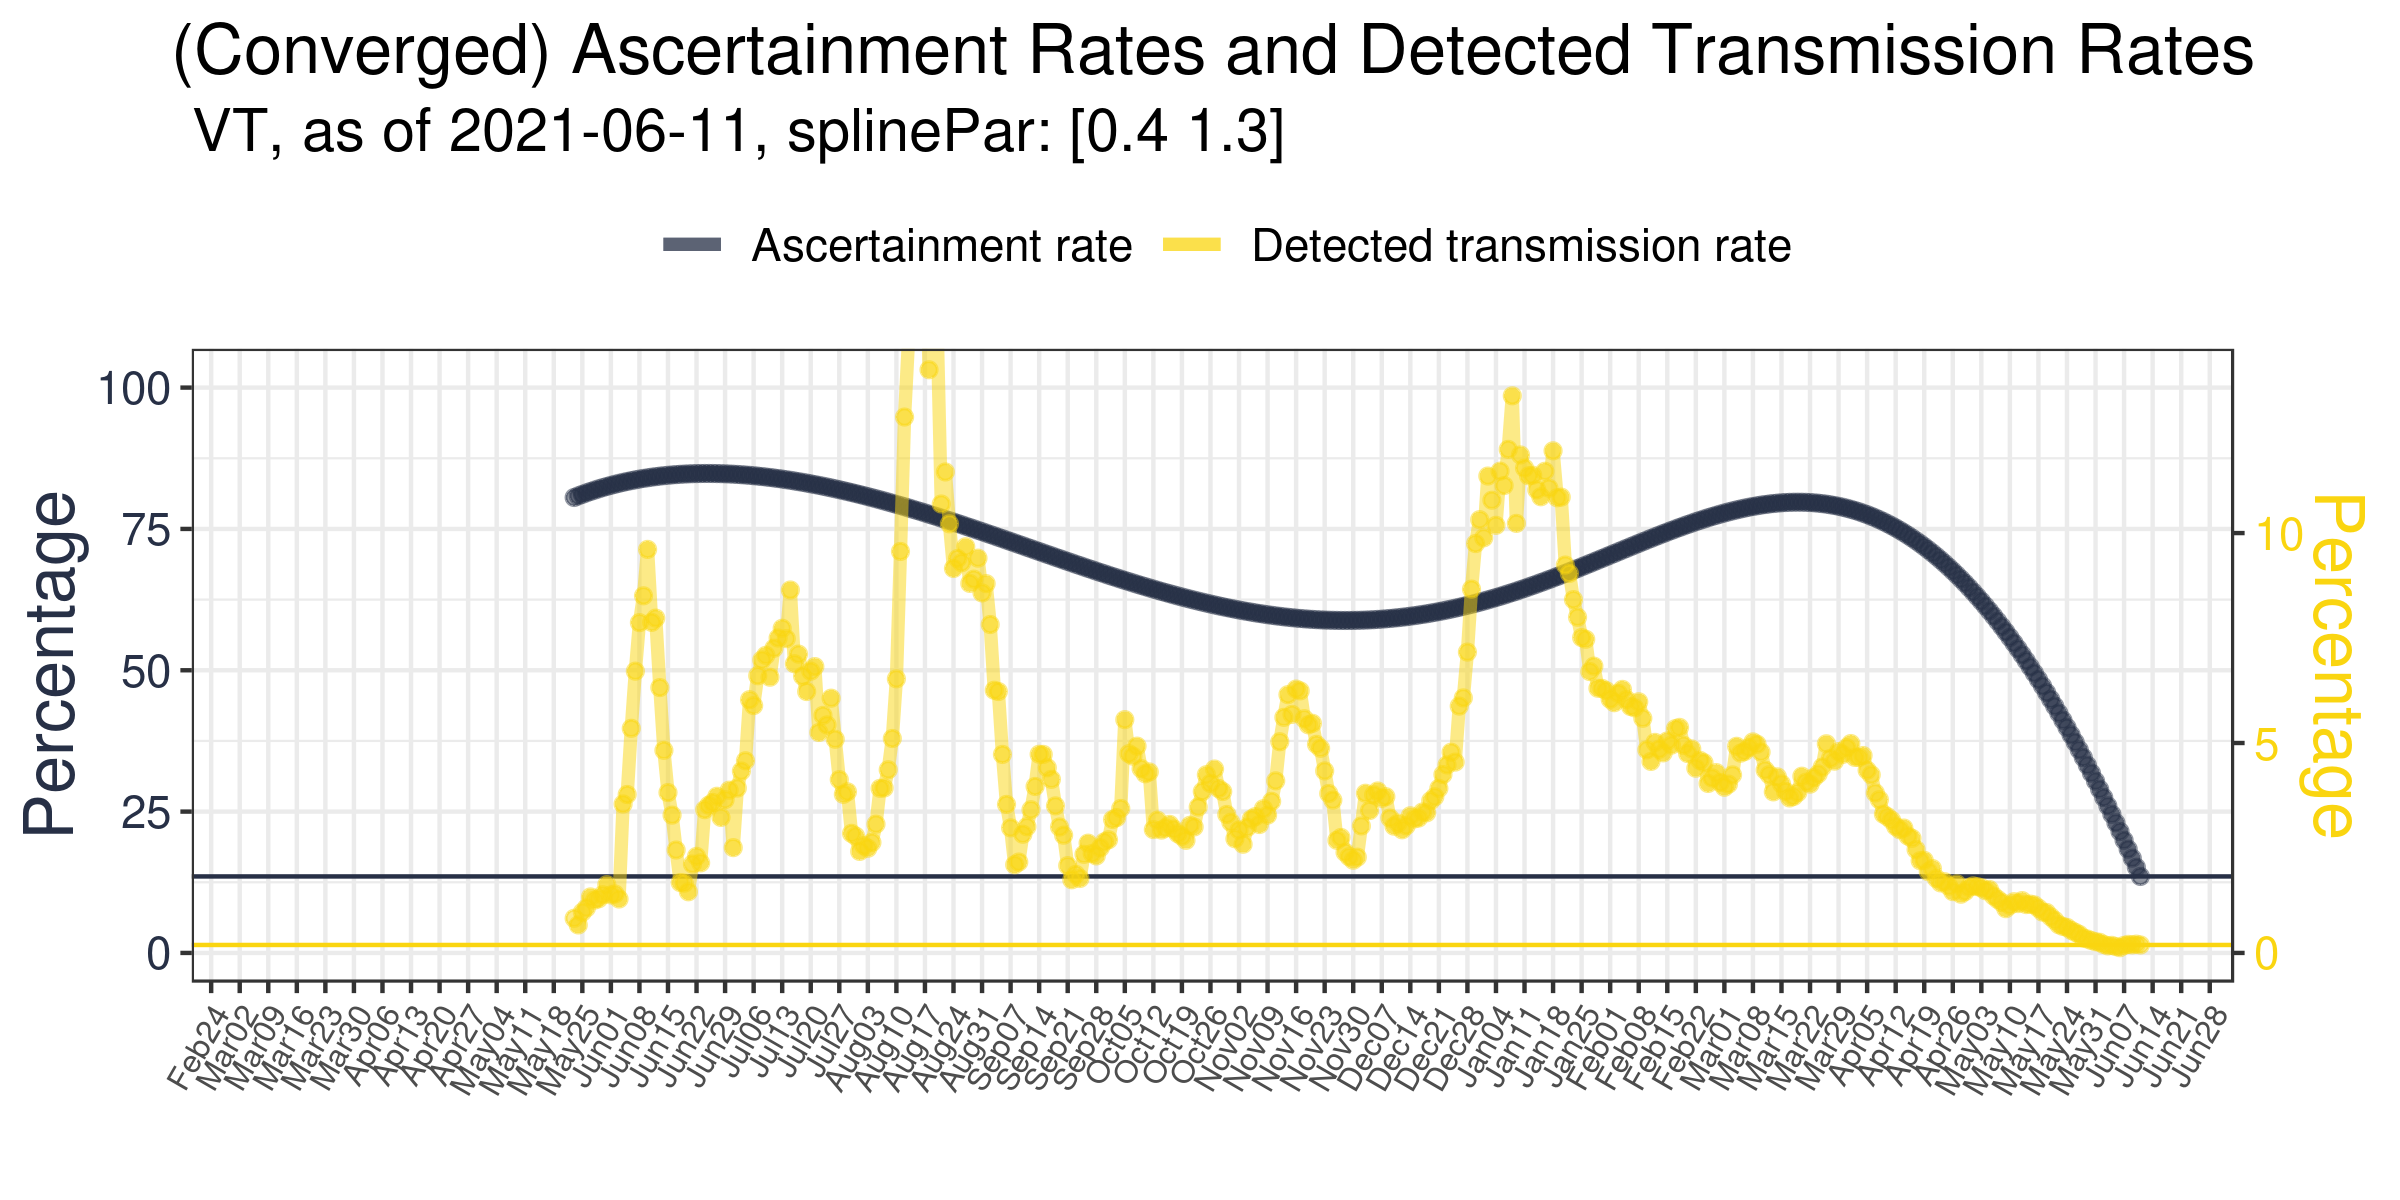 (Converged) Ascertainment Rates and Detected Transmission Rates
VT, as of 2021-06-11, splinePar: [0.4 1.3]
Ascertainment rate
Detected transmission rate
Percentage
100
75
50
25
0
10
5
0
Percentage
Feb24
Mar02
Mar09
Mar16
Mar23
Mar30
Apr06
Apr13
Apr20
Apr27
May04
May11
May18
May25
Jun01
Jun08
Jun15
Jun22
Jun29
Jul06
Jul13
Jul20
Jul27
Aug03
Aug10
Aug17
Aug24
Aug31
Sep07
Sep14
Sep21
Sep28
Oct05
Oct12
Oct19
Oct26
Nov02
Nov09
Nov16
Nov23
Nov30
Dec07
Dec14
Dec21
Dec28
Jan04
Jan11
Jan18
Jan25
Feb01
Feb08
Feb15
Feb22
Mar01
Mar08
Mar15
Mar22
Mar29
Apr05
Apr12
Apr19
Apr26
May03
May10
May17
May24
May31
Jun07
Jun14
Jun21
Jun28